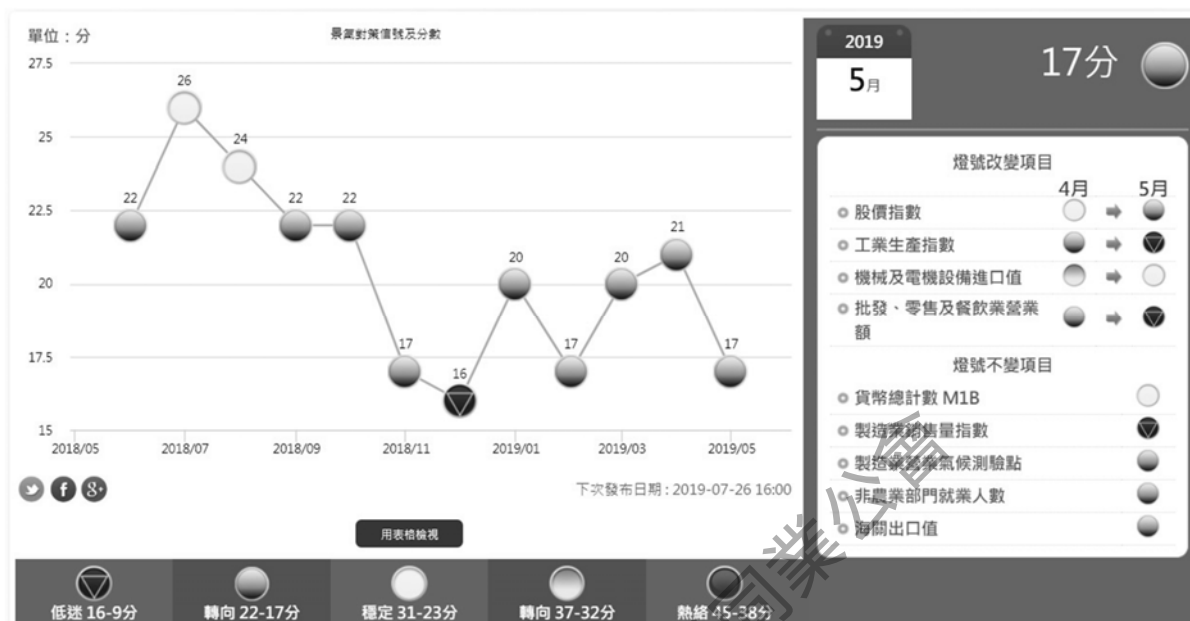 單位：分
景氣對策信號及分數
27.5
25
22.5
20
17.5
15
22
26
24
22
22
17
16
20
17
20
21
17
2018/05
2018/07
2018/09
2018/11
2019/01
2019/03
2019/05
下次發布日期：2019-07-26 16:00
用表格檢視
低迷 16-9分
轉向 22-17分
穩定 31-23分
轉向 37-32分
熱絡 45-38分
2019
5月
17分
燈號改變項目
4月 5月
股價指數
工業生產指數
機械及電機設備進口值
批發、零售及餐飲業營業
額
燈號不變項目
貨幣總計數 M1B
製造業銷售量指數
製造業營業氣候測驗點
非農業部門就業人數
海關出口值
同業公會